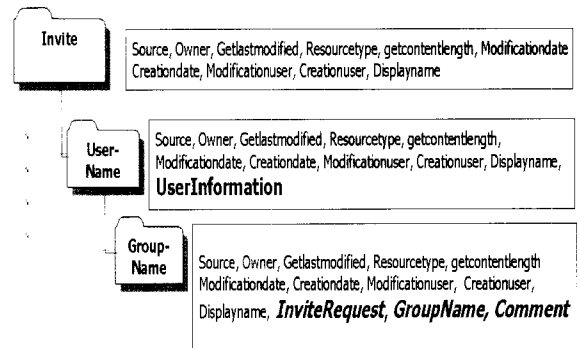 Invite
Source, Owner, Getlastmodified, Resourcetype, getcontentlength, Modificationdate
Creationdate, Modificationuser, Creationuser, Displayname
User-
Name
Source, Owner, Getlastmodified, Resourcetype, getcontentlength,
Modificationdate, Creationdate, Modificationuser, Creationuser, Displayname,
UserInformation
Group-
Name
Source, Owner, Getlastmodified, Resourcetype, getcontentlength
Modificationdate, Creationdate, Modificationuser, Creationuser,
Displayname, InviteRequest, GroupName, Comment